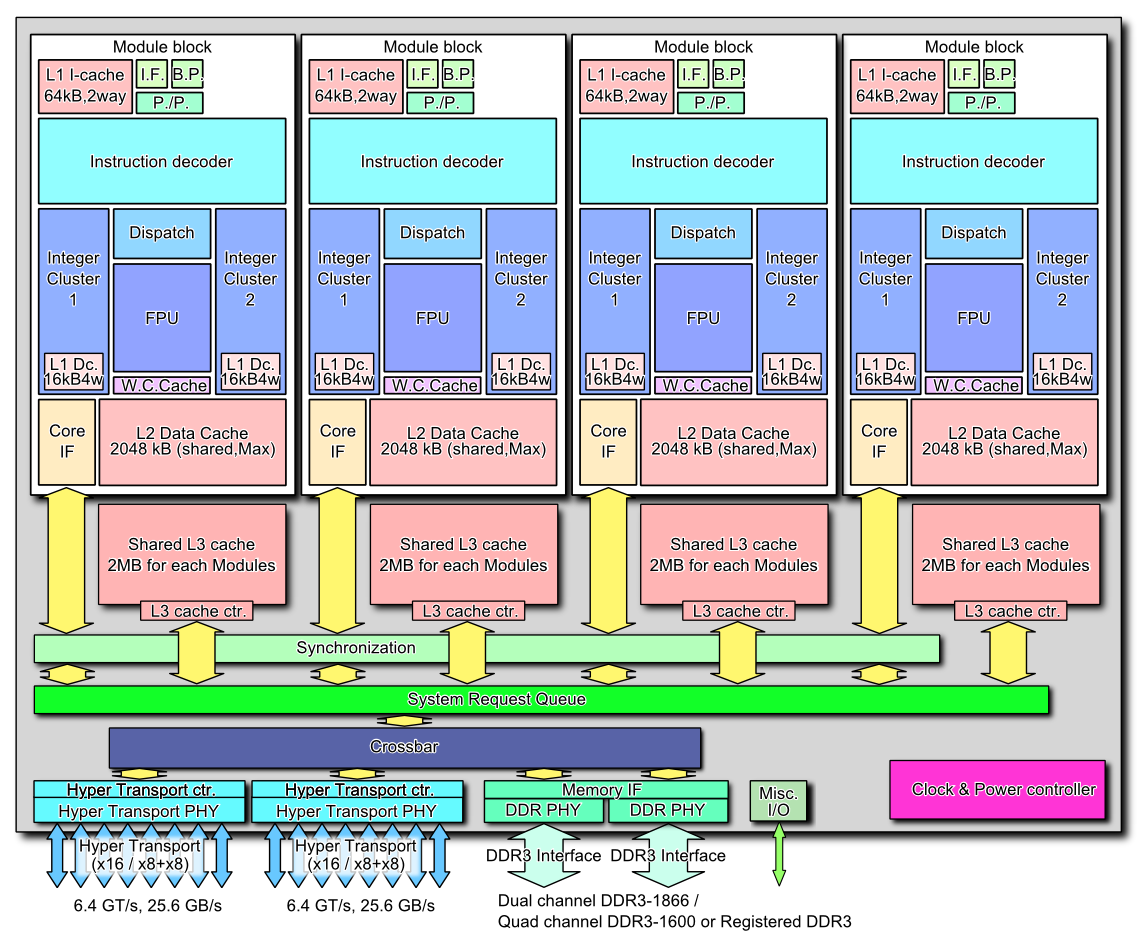 Module block
L1 I-cache
64kB,2way
I.F.
B.P.
P./P.
Instruction decoder
Integer
Cluster
1
Dispatch
FPU
Integer
Cluster
2
L1 Dc.
16kB4w
W.C.Cache
L1 Dc.
16kB4w
Core
IF
L2 Data Cache
2048 kB (shared,Max)
Module block
L1 I-cache
64kB,2way
I.F.
B.P.
P./P.
Instruction decoder
Integer
Cluster
1
Dispatch
FPU
Integer
Cluster
2
L1 Dc.
16kB4w
W.C.Cache
L1 Dc.
16kB4w
Core
IF
L2 Data Cache
2048 kB (shared,Max)
Module block
L1 I-cache
64kB,2way
I.F.
B.P.
P./P.
Instruction decoder
Integer
Cluster
1
Dispatch
FPU
Integer
Cluster
2
L1 Dc.
16kB4w
W.C.Cache
L1 Dc.
16kB4w
Core
IF
L2 Data Cache
2048 kB (shared,Max)
Module block
L1 I-cache
64kB,2way
I.F.
B.P.
P./P.
Instruction decoder
Integer
Cluster
1
Dispatch
FPU
Integer
Cluster
2
L1 Dc.
16kB4w
W.C.Cache
L1 Dc.
16kB4w
Core
IF
L2 Data Cache
2048 kB (shared,Max)
Shared L3 cache
2MB for each Modules
L3 cache ctr.
Shared L3 cache
2MB for each Modules
L3 cache ctr.
Shared L3 cache
2MB for each Modules
L3 cache ctr.
Shared L3 cache
2MB for each Modules
L3 cache ctr.
Synchronization
System Request Queue
Crossbar
Hyper Transport ctr.
Hyper Transport PHY
Hyper Transport ctr.
Hyper Transport PHY
Memory IF
DDR PHY
DDR PHY
Misc.
I/O
Clock & Power controller
Hyper Transport
(x16 / x8+x8)
Hyper Transport
(x16 / x8+x8)
DDR3 Interface
DDR3 Interface
6.4 GT/s, 25.6 GB/s
6.4 GT/s, 25.6 GB/s
Dual channel DDR3-1866 /
Quad channel DDR3-1600 or Registered DDR3